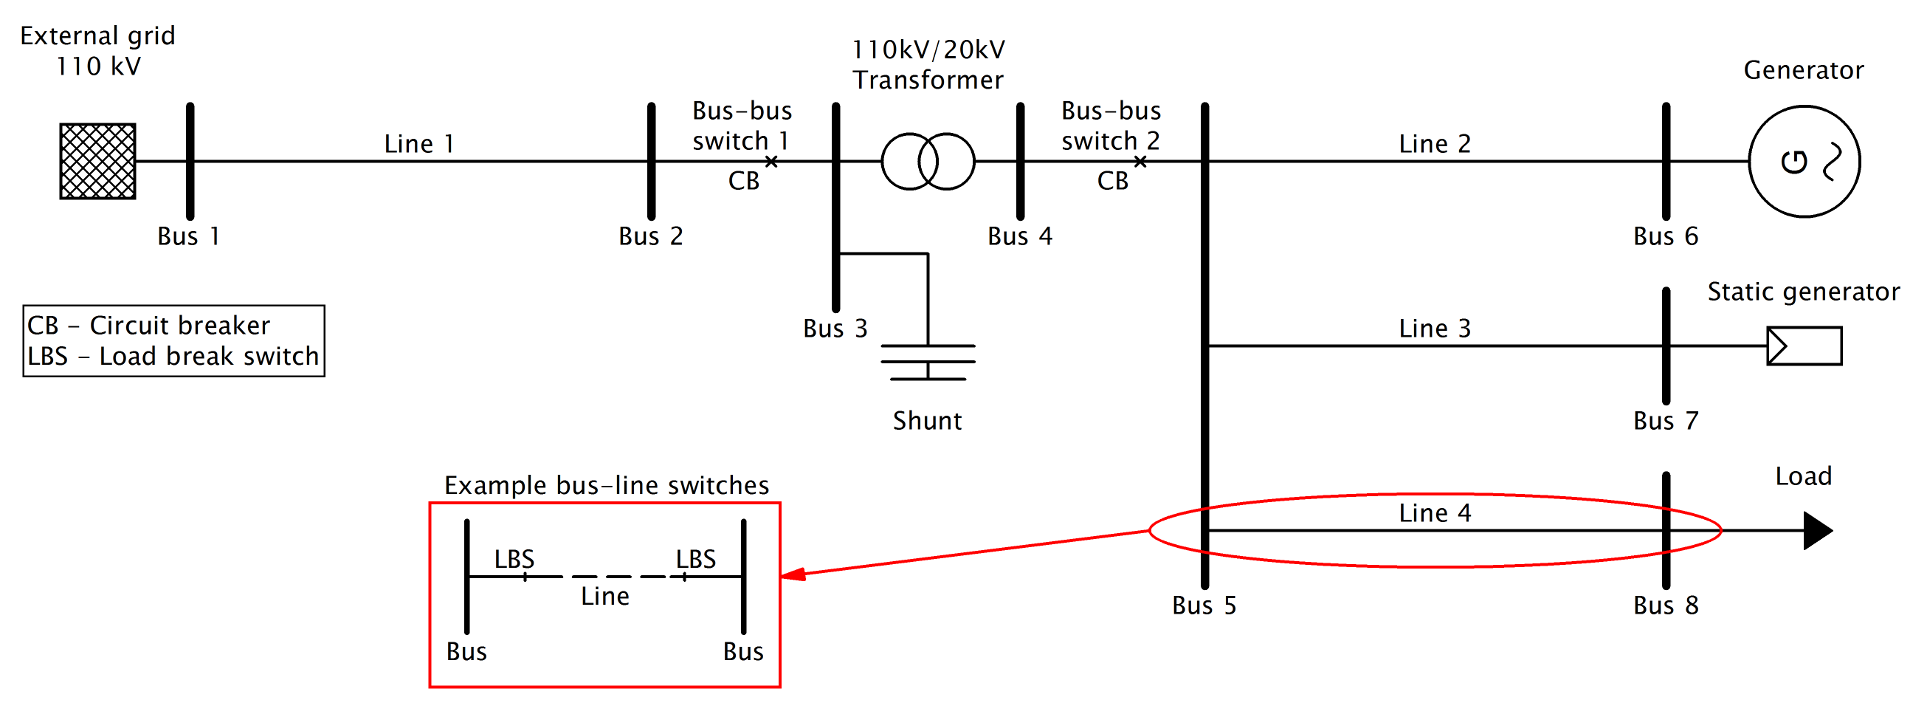 External grid
110 kV
110kV/20kV
Transformer
Generator
Bus-bus
switch 1
CB
Bus-bus
switch 2
CB
Line 1
Line 2
G
Bus 1
Bus 2
Bus 4
Bus 6
Static generator
CB - Circuit breaker
LBS - Load break switch
Bus 3
Line 3
Shunt
Bus 7
Example bus-line switches
Load
Line 4
LBS
LBS
Line
Bus 5
Bus 8
Bus
Bus